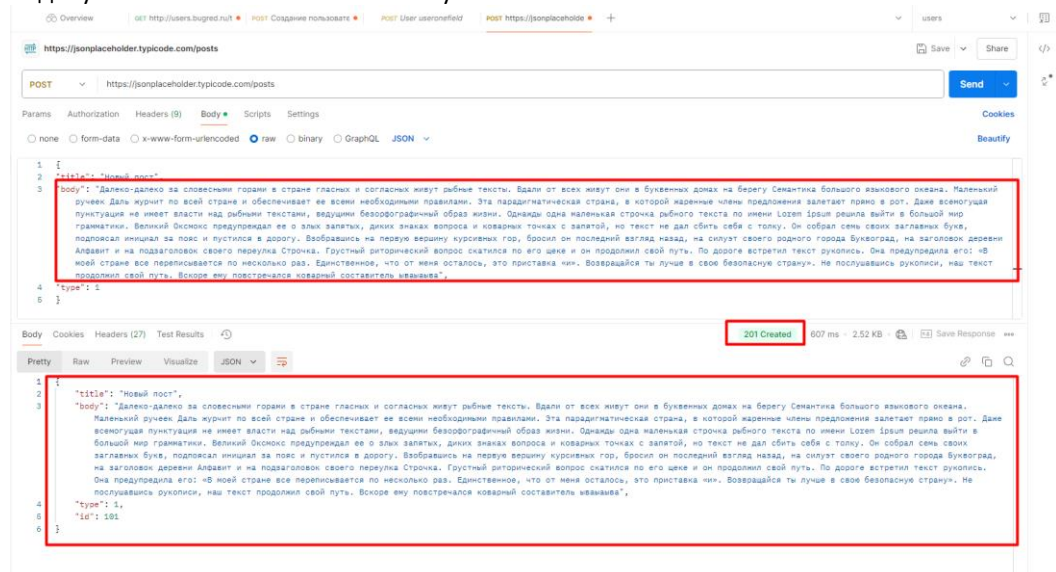 Overview GET http://users.bugred.ru/t POST Создание пользовате POST User useronefield POST https://jsonplaceholde + users
https://jsonplaceholder.typicode.com/posts Save Share
POST https://jsonplaceholder.typicode.com/posts Send
Params Authorization Headers (9) Body Scripts Settings Cookies
none form-data x-www-form-urlencoded raw binary GraphQL JSON Beautify
1 {
2 "title": "Новый пост",
3 "body": "Далеко-далеко за словесными горами в стране гласных и согласных живут рыбные тексты. Вдали от всех живут они в буквенных домах на берегу Семантика большого языкового океана. Маленький
ручеек Даль журчит по всей стране и обеспечивает ее всеми необходимыми правилами. Эта парадигматическая страна, в которой жаренные члены предложения залетают прямо в рот. Даже всемогущая
пунктуация не имеет власти над рыбными текстами, ведущими безорфографичный образ жизни. Однажды одна маленькая строчка рыбного текста по имени Lorem ipsum решила выйти в большой мир
грамматики. Великий Оксмокс предупреждал ее о злых запятых, диких знаках вопроса и коварных точках с запятой, но текст не дал сбить себя с толку. Он собрал семь своих заглавных букв,
подпоясал инициал за пояс и пустился в дорогу. Взобравшись на первую вершину курсивных гор, бросил он последний взгляд назад, на силуэт своего родного города Буквоград, на заголовок деревни
Алфавит и на подзаголовок своего переулка Строчка. Грустный риторический вопрос скатился по его щеке и он продолжил свой путь. По дороге встретил текст рукопись. Она предупредила его: «В
моей стране все переписывается по несколько раз. Единственное, что от меня осталось, это приставка «и». Возвращайся ты лучше в свою безопасную страну». Не послушавшись рукописи, наш текст
продолжил свой путь. Вскоре ему повстречался коварный составитель ываываыва",
4 "type": 1
5 }
Body Cookies Headers (27) Test Results 201 Created 607 ms 2.52 KB Save Response
Pretty Raw Preview Visualize JSON
1 {
2 "title": "Новый пост",
3 "body": "Далеко-далеко за словесными горами в стране гласных и согласных живут рыбные тексты. Вдали от всех живут они в буквенных домах на берегу Семантика большого языкового океана.
Маленький ручеек Даль журчит по всей стране и обеспечивает ее всеми необходимыми правилами. Эта парадигматическая страна, в которой жаренные члены предложения залетают прямо в рот. Даже
всемогущая пунктуация не имеет власти над рыбными текстами, ведущими безорфографичный образ жизни. Однажды одна маленькая строчка рыбного текста по имени Lorem ipsum решила выйти в
большой мир грамматики. Великий Оксмокс предупреждал ее о злых запятых, диких знаках вопроса и коварных точках с запятой, но текст не дал сбить себя с толку. Он собрал семь своих
заглавных букв, подпоясал инициал за пояс и пустился в дорогу. Взобравшись на первую вершину курсивных гор, бросил он последний взгляд назад, на силуэт своего родного города Буквоград,
на заголовок деревни Алфавит и на подзаголовок своего переулка Строчка. Грустный риторический вопрос скатился по его щеке и он продолжил свой путь. По дороге встретил текст рукопись.
Она предупредила его: «В моей стране все переписывается по несколько раз. Единственное, что от меня осталось, это приставка «и». Возвращайся ты лучше в свою безопасную страну». Не
послушавшись рукописи, наш текст продолжил свой путь. Вскоре ему повстречался коварный составитель ываываыва",
4 "type": 1,
5 "id": 101
6 }